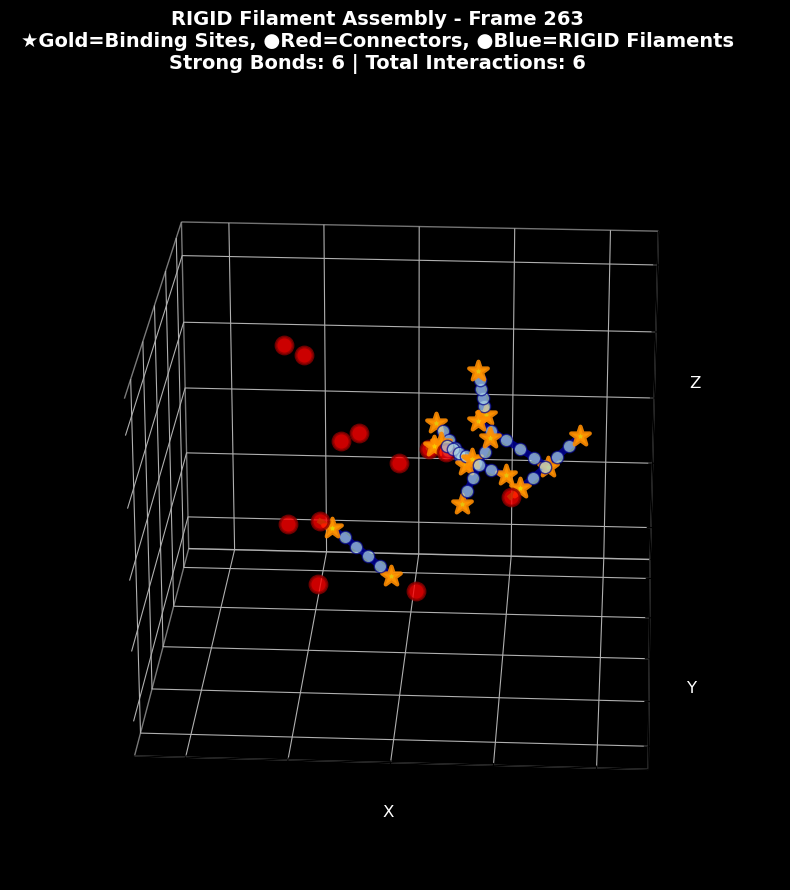 RIGID Filament Assembly - Frame 263
★Gold=Binding Sites, ●Red=Connectors, ●Blue=RIGID Filaments
Strong Bonds: 6 | Total Interactions: 6
Z
Y
X